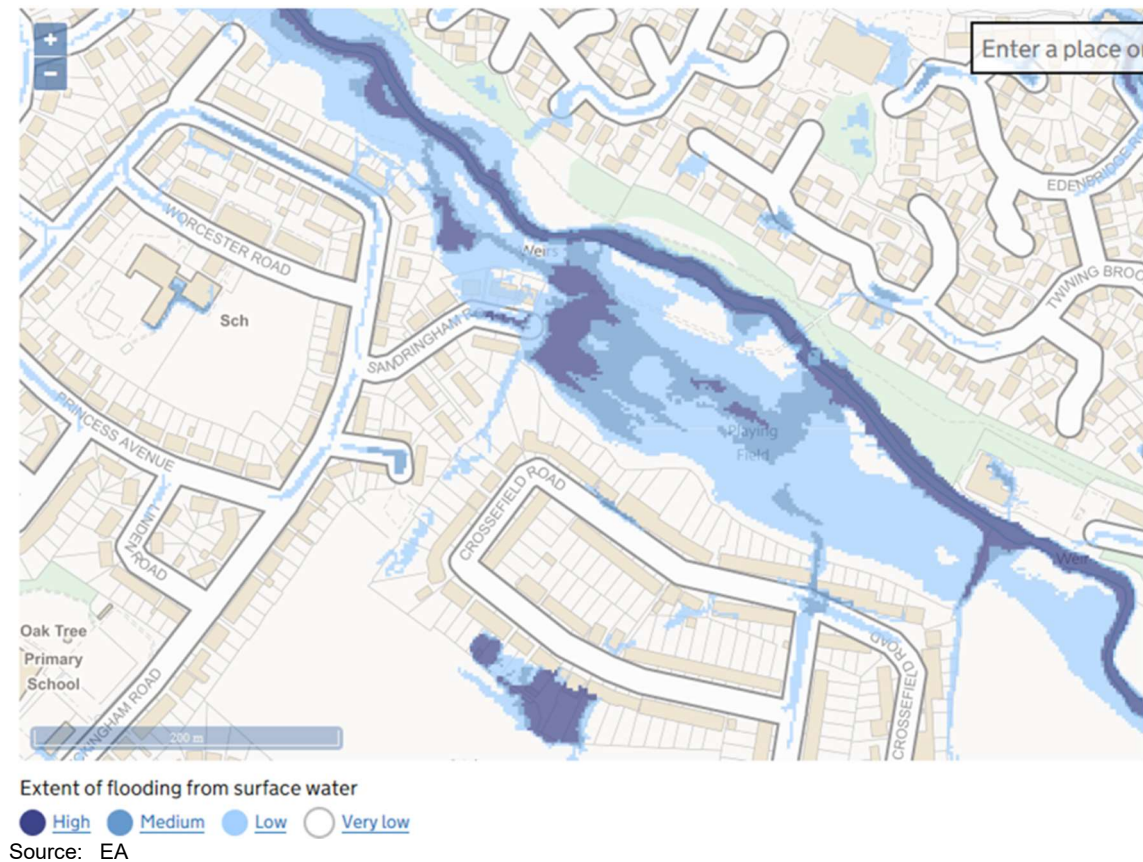 +
−
Enter a place o
EDENBRIDGE R
TWINING BROO
WORCESTER ROAD
Weirs
Sch
SANDRINGHAM R
PRINCESS AVENUE
Playing
Field
CROSSEFIELD ROAD
LINDEN
ROAD
Weir
Oak Tree
Primary
School
CROSSEFIELD
ROAD
KINGHAM ROAD
200 m
Extent of flooding from surface water
High Medium Low Very low
Source: EA